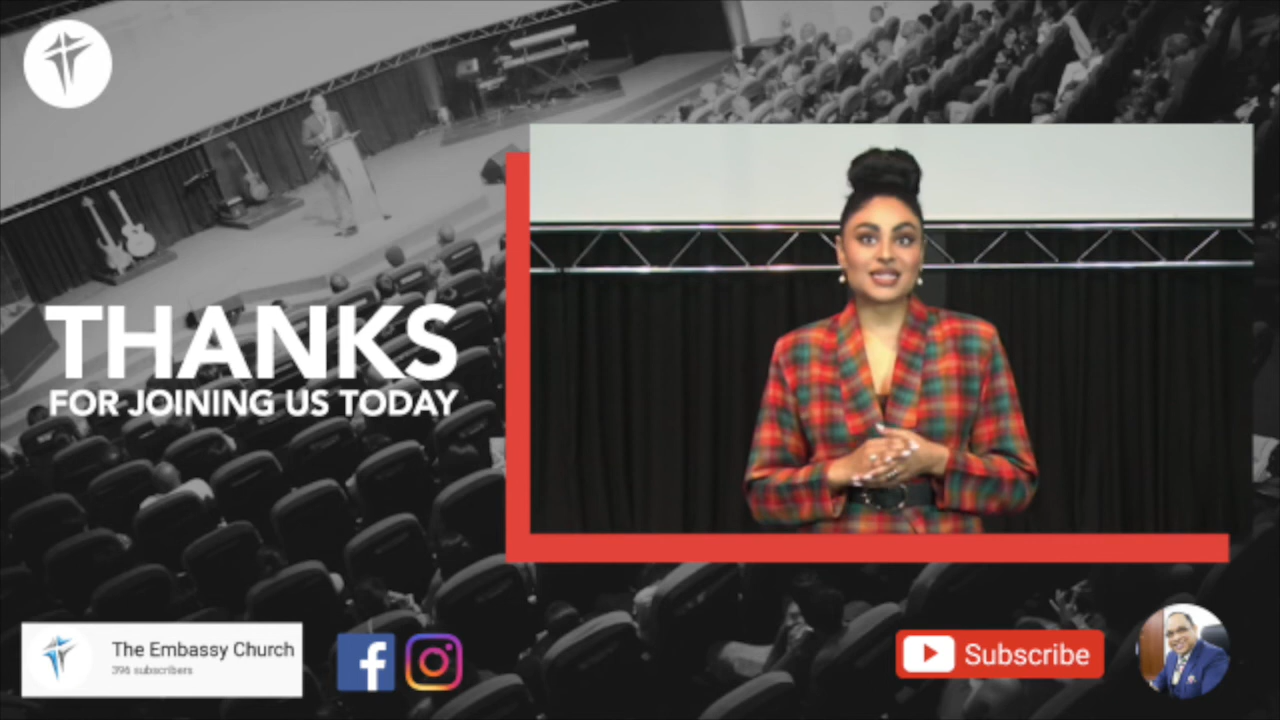 THANKS
FOR JOINING US TODAY
The Embassy Church
396 subscribers
Subscribe